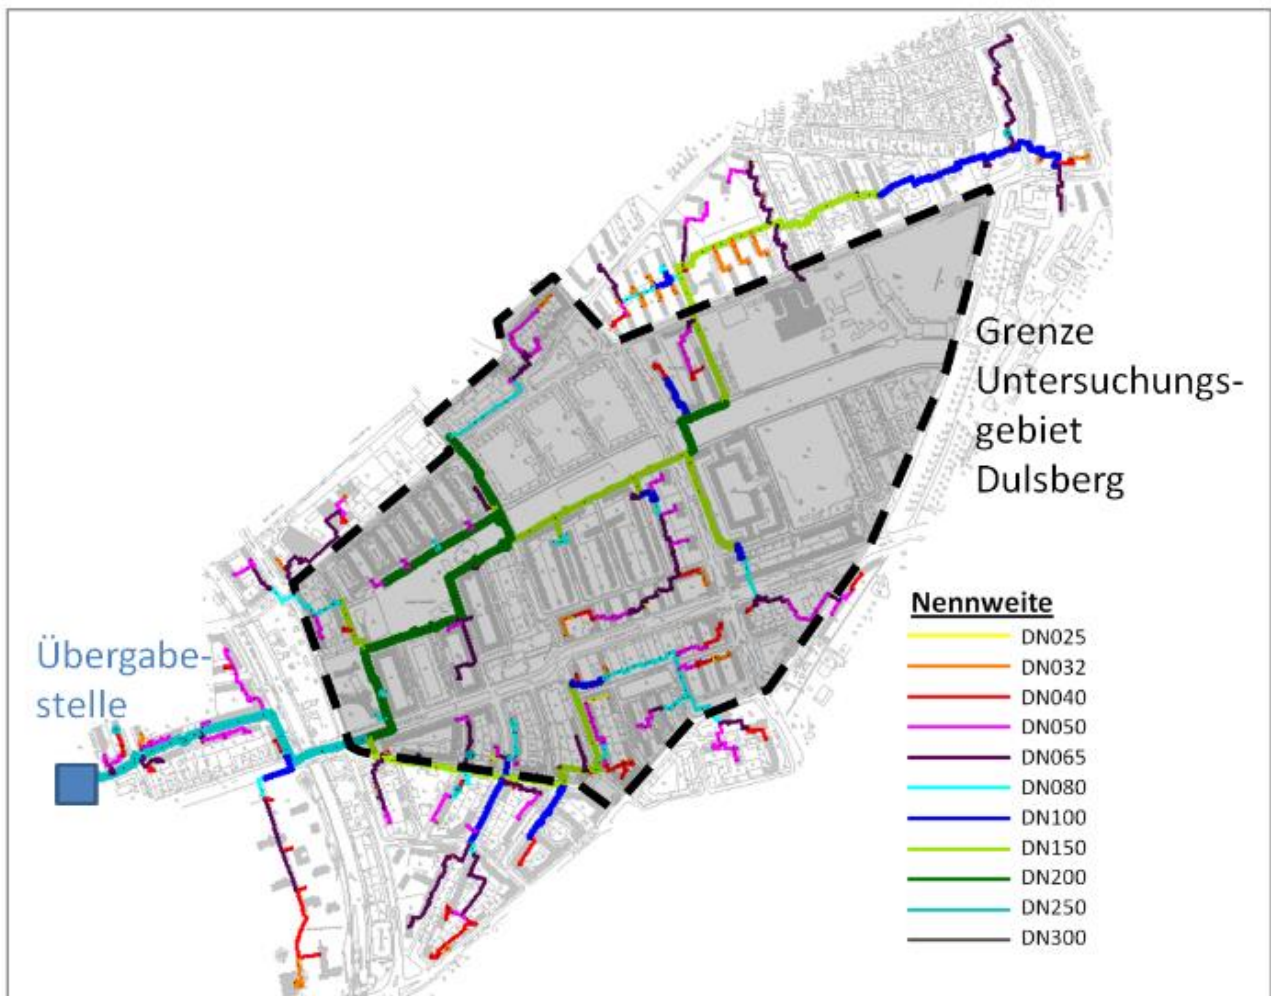 Grenze
Untersuchungs-
gebiet
Dulsberg
Übergabe-
stelle
Nennweite
DN025
DN032
DN040
DN050
DN065
DN080
DN100
DN150
DN200
DN250
DN300